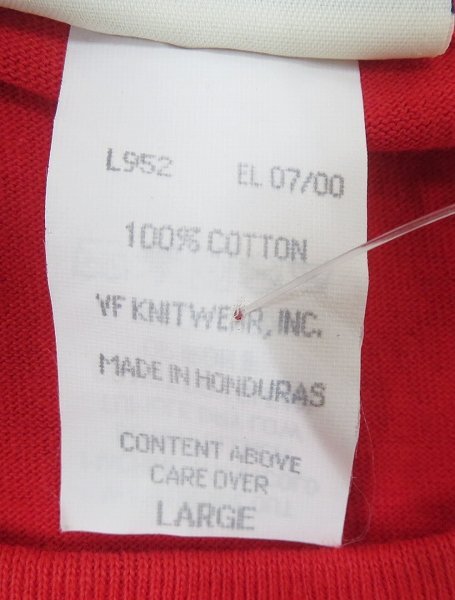 L952 EL 07/00
100% COTTON
VF KNITWEAR, INC.
MADE IN HONDURAS
CONTENT ABOVE
CARE OVER
LARGE